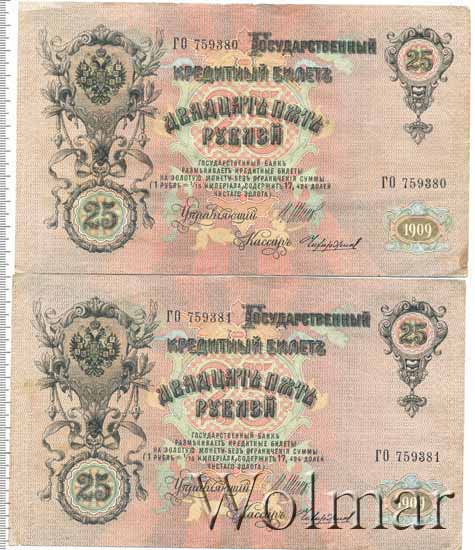 ГО 759380 Государственный
25
Кредитный Билетъ
Двадцать пять
рублей
Государственный Банкъ
размѣниваетъ кредитные билеты
на золотую монету безъ ограниченія суммы
(1 рубль=1/15 имперіала, содержитъ 17,424 долей
чистаго золота).
ГО 759380
25
Управляющій
1909
Кассиръ
ГО 759381 Государственный
25
Кредитный Билетъ
Двадцать пять
рублей
Государственный Банкъ
размѣниваетъ кредитные билеты
на золотую монету безъ ограниченія суммы
(1 рубль=1/15 имперіала, содержитъ 17,424 долей
чистаго золота).
ГО 759381
25
Управляющій
1909
Кассиръ
Wolmar